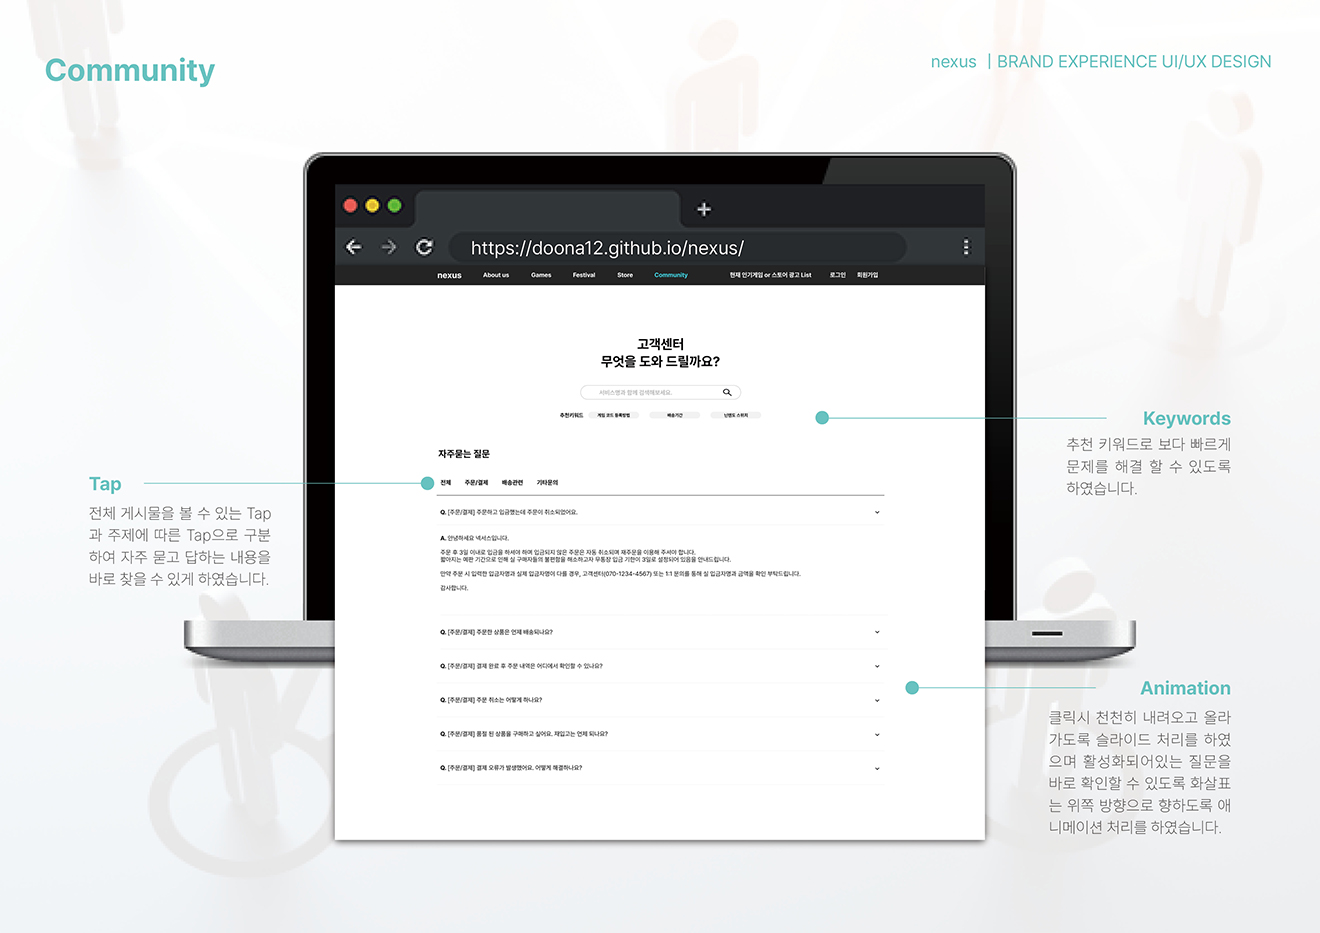 Community
nexus | BRAND EXPERIENCE UI/UX DESIGN
https://doona12.github.io/nexus/
nexus About us Games Festival Store Community 현재 인기게임 or 스토어 광고 List 로그인 회원가입
고객센터
무엇을 도와 드릴까요?
서비스명과 함께 검색해보세요.
추천키워드 게임 코드 등록방법 배송기간 닌텐도 스위치
Keywords
추천 키워드로 보다 빠르게
문제를 해결 할 수 있도록
하였습니다.
자주묻는 질문
Tap
전체 게시물을 볼 수 있는 Tap
과 주제에 따른 Tap으로 구분
하여 자주 묻고 답하는 내용을
바로 찾을 수 있게 하였습니다.
전체 주문/결제 배송관련 기타문의
Q. [주문/결제] 주문하고 입금했는데 주문이 취소되었어요.
A. 안녕하세요 넥서스입니다.
주문 후 3일 이내로 입금을 하셔야 하며 입금되지 않은 주문은 자동 취소되며 재주문을 이용해 주셔야 합니다.
짧아지는 예판 기간으로 인해 실 구매자들의 불편함을 해소하고자 무통장 입금 기한이 3일로 설정되어 있음을 안내드립니다.
만약 주문 시 입력한 입금자명과 실제 입금자명이 다를 경우, 고객센터(070-1234-4567) 또는 1:1 문의를 통해 실 입금자명과 금액을 확인 부탁드립니다.
감사합니다.
Q. [주문/결제] 주문한 상품은 언제 배송되나요?
Q. [주문/결제] 결제 완료 후 주문 내역은 어디에서 확인할 수 있나요?
Q. [주문/결제] 주문 취소는 어떻게 하나요?
Q. [주문/결제] 품절 된 상품을 구매하고 싶어요. 재입고는 언제 되나요?
Q. [주문/결제] 결제 오류가 발생했어요. 어떻게 해결하나요?
Animation
클릭시 천천히 내려오고 올라
가도록 슬라이드 처리를 하였
으며 활성화되어있는 질문을
바로 확인할 수 있도록 화살표
는 위쪽 방향으로 향하도록 애
니메이션 처리를 하였습니다.